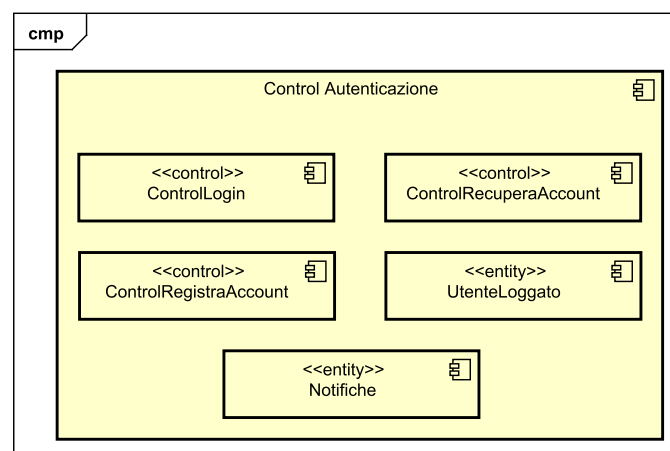 cmp
Control Autenticazione
<<control>>
ControlLogin
<<control>>
ControlRecuperaAccount
<<control>>
ControlRegistraAccount
<<entity>>
UtenteLoggato
<<entity>>
Notifiche